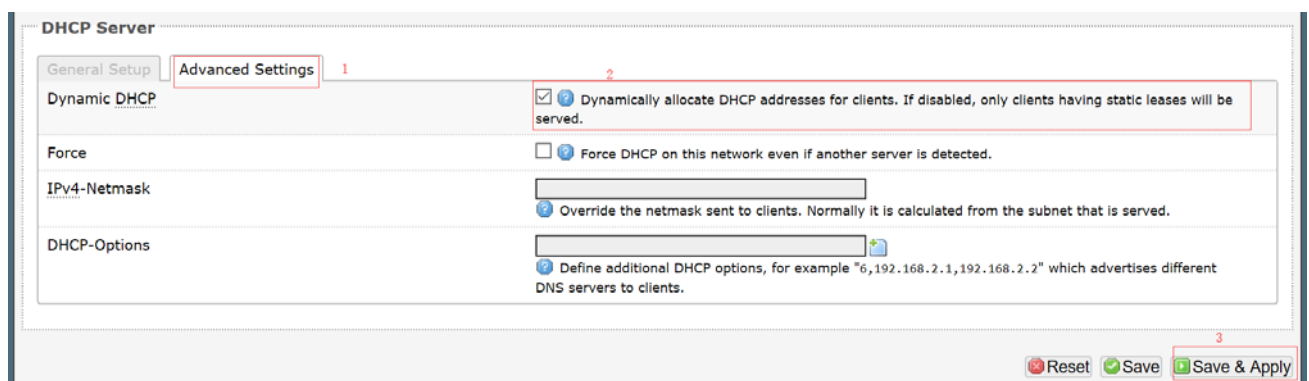 DHCP Server
General Setup Advanced Settings 1
2
Dynamic DHCP Dynamically allocate DHCP addresses for clients. If disabled, only clients having static leases will be
served.
Force Force DHCP on this network even if another server is detected.
IPv4-Netmask
Override the netmask sent to clients. Normally it is calculated from the subnet that is served.
DHCP-Options
Define additional DHCP options, for example "6,192.168.2.1,192.168.2.2" which advertises different
DNS servers to clients.
3
Reset Save Save & Apply